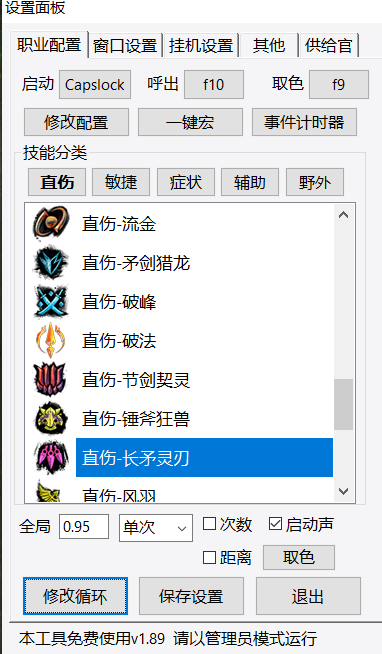 设置面板
职业配置 窗口设置 挂机设置 其他 供给官
启动 Capslock 呼出 f10 取色 f9
修改配置 一键宏 事件计时器
技能分类
直伤 敏捷 症状 辅助 野外
直伤-流金
直伤-矛剑猎龙
直伤-破峰
直伤-破法
直伤-节剑契灵
直伤-锤斧狂兽
直伤-长矛灵刃
直伤-风羽
全局 0.95 单次 次数 启动声
距离 取色
修改循环 保存设置 退出
本工具免费使用v1.89 请以管理员模式运行